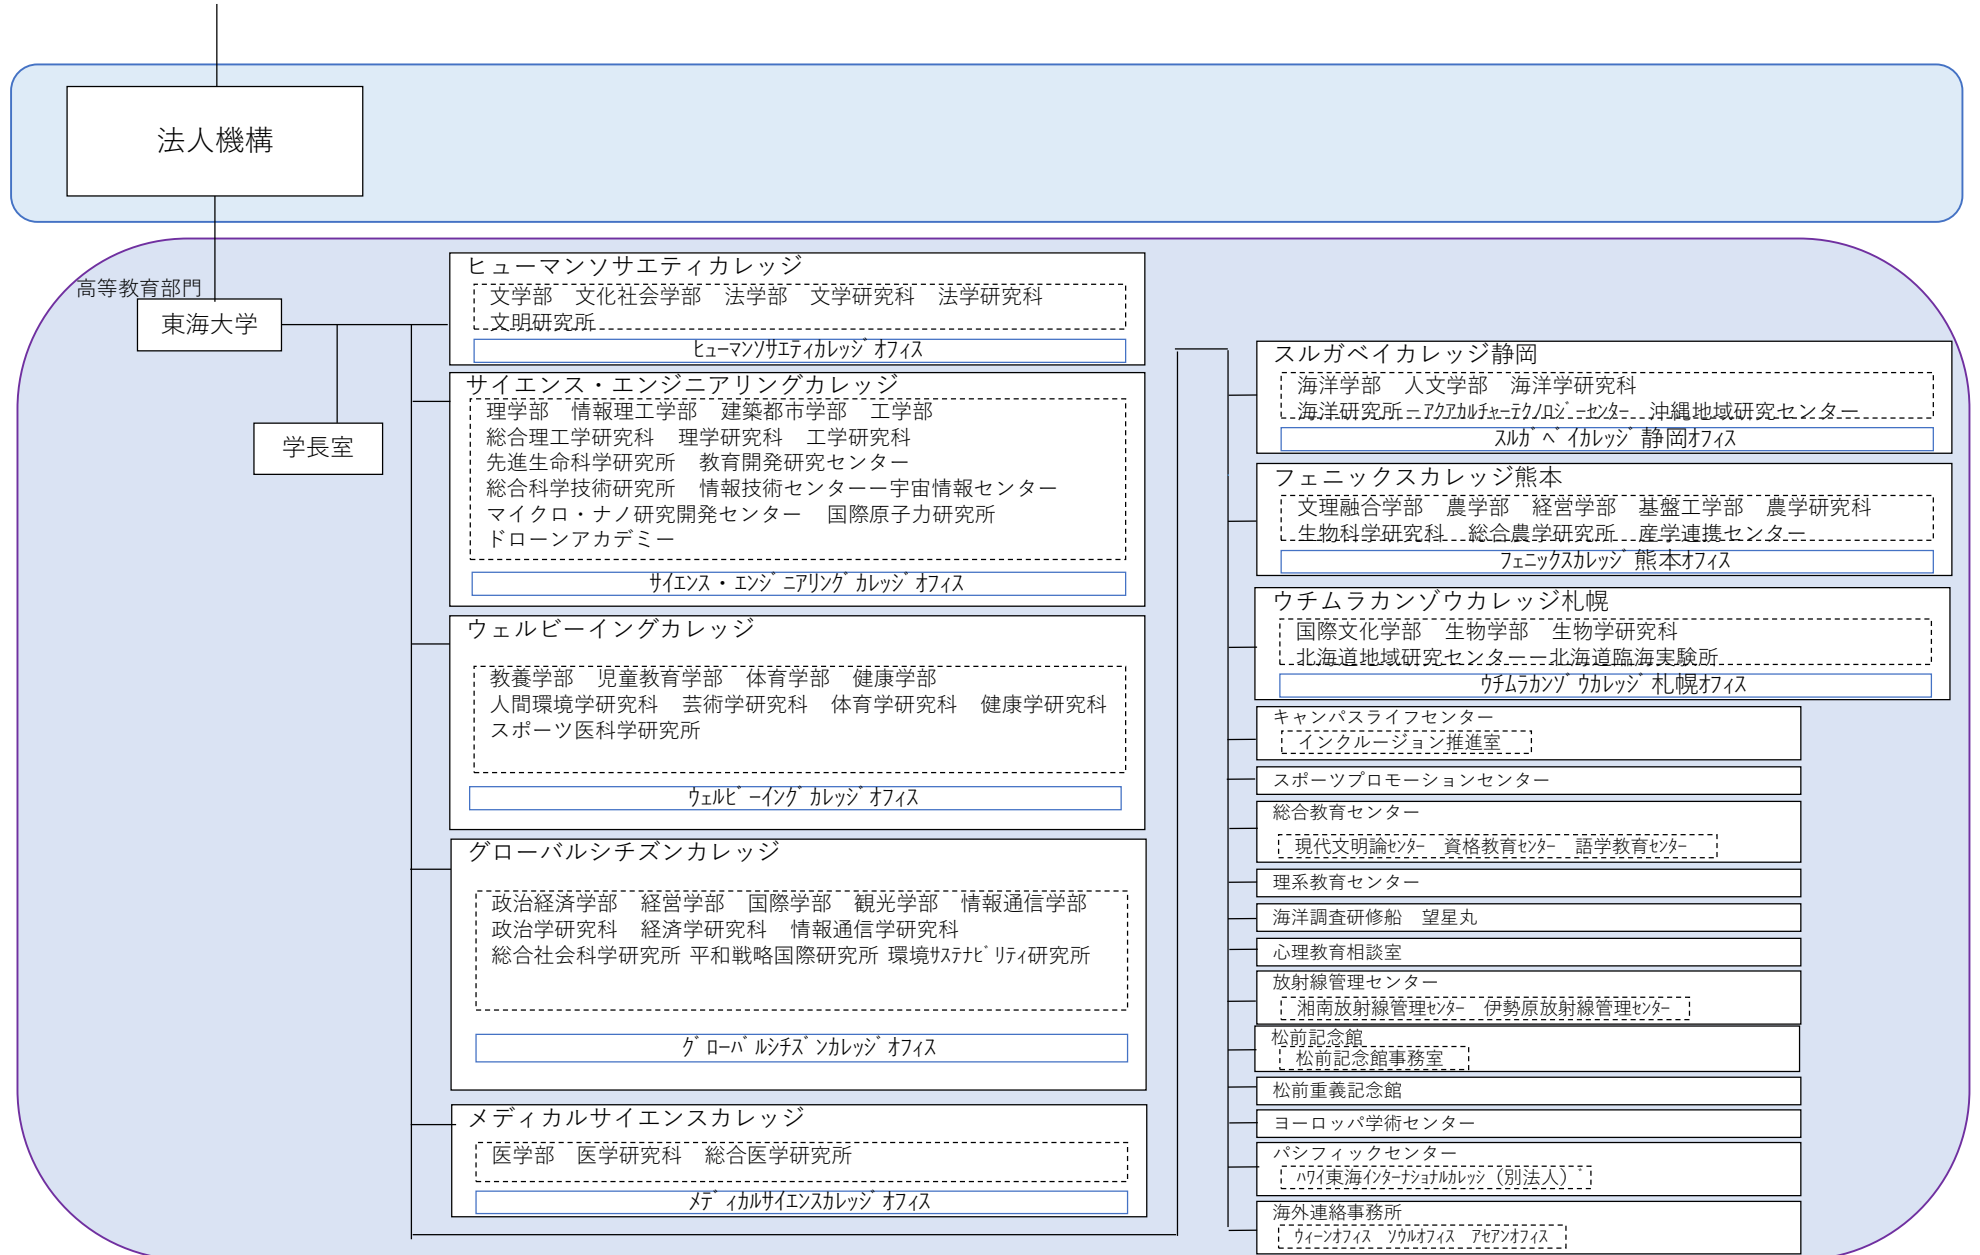 法人機構
高等教育部門
東海大学
学長室
ヒューマンソサエティカレッジ
文学部　文化社会学部　法学部　文学研究科　法学研究科
文明研究所
ﾋｭｰﾏﾝｿｻｴﾃｨｶﾚｯｼﾞｵﾌｨｽ
サイエンス・エンジニアリングカレッジ
理学部　情報理工学部　建築都市学部　工学部
総合理工学研究科　理学研究科　工学研究科
先進生命科学研究所　教育開発研究センター
総合科学技術研究所　情報技術センターー宇宙情報センター
マイクロ・ナノ研究開発センター　国際原子力研究所
ドローンアカデミー
ｻｲｴﾝｽ・ｴﾝｼﾞﾆｱﾘﾝｸﾞｶﾚｯｼﾞｵﾌｨｽ
ウェルビーイングカレッジ
教養学部　児童教育学部　体育学部　健康学部
人間環境学研究科　芸術学研究科　体育学研究科　健康学研究科
スポーツ医科学研究所
ｳｪﾙﾋﾞｰｲﾝｸﾞｶﾚｯｼﾞｵﾌｨｽ
グローバルシチズンカレッジ
政治経済学部　経営学部　国際学部　観光学部　情報通信学部
政治学研究科　経済学研究科　情報通信学研究科
総合社会科学研究所 平和戦略国際研究所 環境ｻｽﾃﾅﾋﾞﾘﾃｨ研究所
ｸﾞﾛｰﾊﾞﾙｼﾁｽﾞﾝｶﾚｯｼﾞｵﾌｨｽ
メディカルサイエンスカレッジ
医学部　医学研究科　総合医学研究所
ﾒﾃﾞｨｶﾙｻｲｴﾝｽｶﾚｯｼﾞｵﾌｨｽ
スルガベイカレッジ静岡
海洋学部　人文学部　海洋学研究科
海洋研究所－ｱｸｱｶﾙﾁｬｰﾃｸﾉﾛｼﾞｰｾﾝﾀｰ　沖縄地域研究センター
ｽﾙｶﾞﾍﾞｲｶﾚｯｼﾞ静岡ｵﾌｨｽ
フェニックスカレッジ熊本
文理融合学部　農学部　経営学部　基盤工学部　農学研究科
生物科学研究科　総合農学研究所　産学連携センター
ﾌｪﾆｯｸｽｶﾚｯｼﾞ熊本ｵﾌｨｽ
ウチムラカンゾウカレッジ札幌
国際文化学部　生物学部　生物学研究科
北海道地域研究センターー北海道臨海実験所
ｳﾁﾑﾗｶﾝｿﾞｳｶﾚｯｼﾞ札幌ｵﾌｨｽ
キャンパスライフセンター
インクルージョン推進室
スポーツプロモーションセンター
総合教育センター
現代文明論ｾﾝﾀｰ　資格教育ｾﾝﾀｰ　語学教育ｾﾝﾀｰ
理系教育センター
海洋調査研修船　望星丸
心理教育相談室
放射線管理センター
湘南放射線管理ｾﾝﾀｰ　伊勢原放射線管理ｾﾝﾀｰ
松前記念館
松前記念館事務室
松前重義記念館
ヨーロッパ学術センター
パシフィックセンター
ﾊﾜｲ東海ｲﾝﾀｰﾅｼｮﾅﾙｶﾚｯｼﾞ（別法人）
海外連絡事務所
ｳｨｰﾝｵﾌｨｽ　ｿｳﾙｵﾌｨｽ　ｱｾｱﾝｵﾌｨｽ